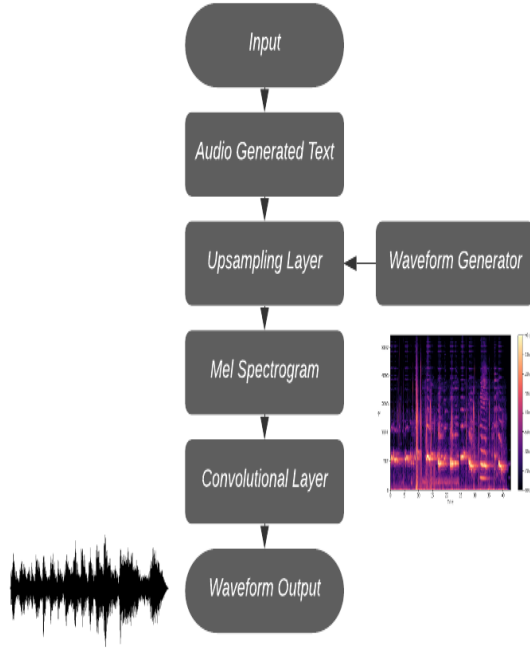 Input
Audio Generated Text
Upsampling Layer
Waveform Generator
Mel Spectrogram
Convolutional Layer
Waveform Output